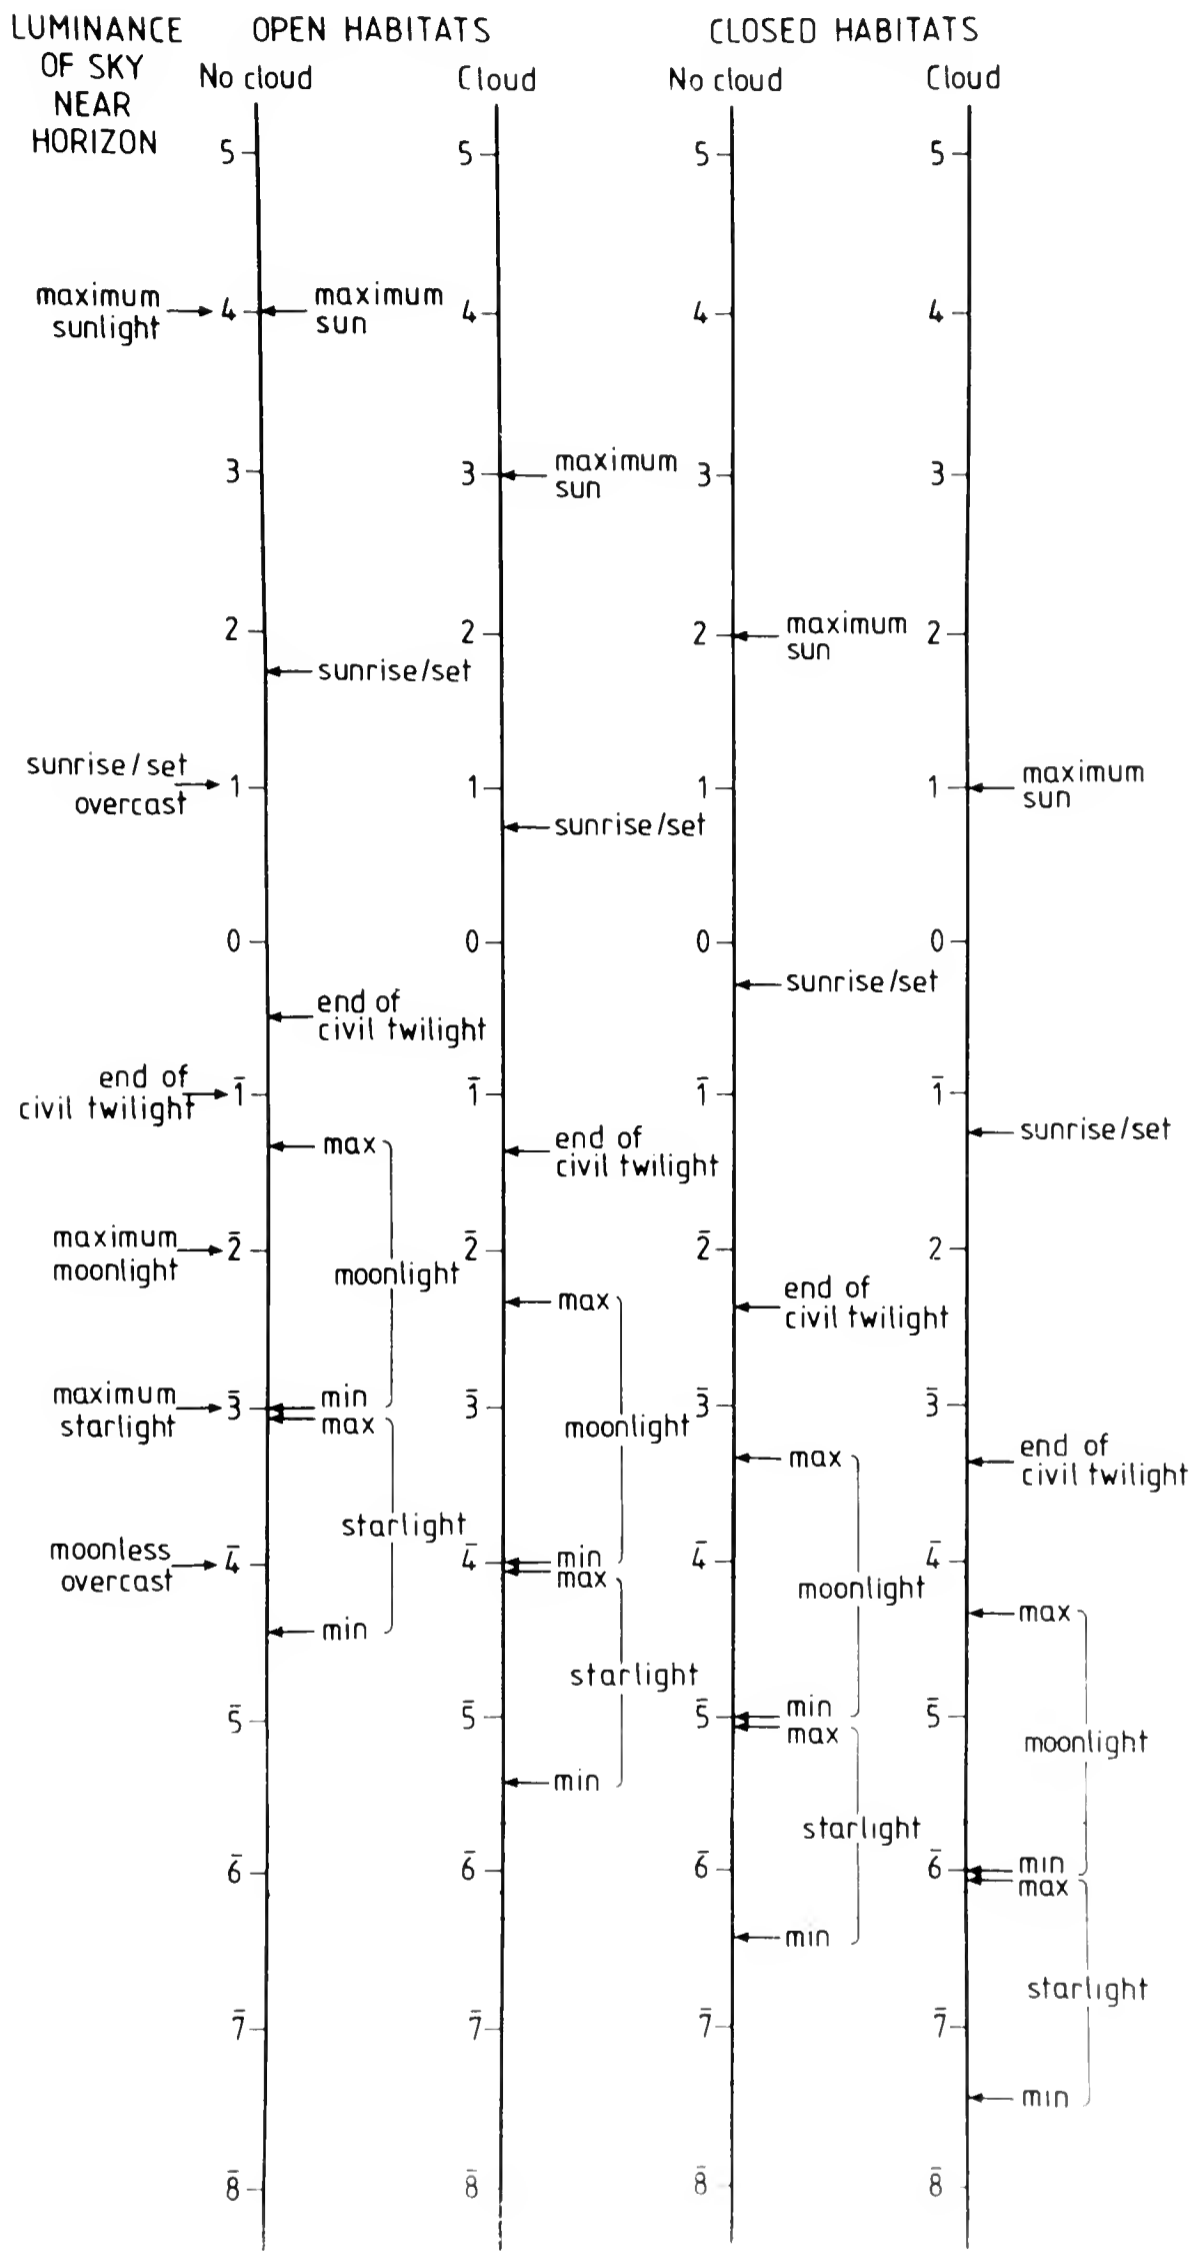 LUMINANCE
OF SKY
NEAR
HORIZON
OPEN HABITATS
CLOSED HABITATS
No cloud
Cloud
No cloud
Cloud
maximum
sunlight
sunrise/set
overcast
end of
civil twilight
maximum
moonlight
maximum
starlight
moonless
overcast
5
4
3
2
1
0
1̄
2̄
3̄
4̄
5̄
6̄
7̄
8̄
maximum
sun
sunrise/set
end of
civil twilight
max
moonlight
min
max
starlight
min
5
4
3
2
1
0
1̄
2̄
3̄
4̄
5̄
6̄
7̄
8̄
maximum
sun
sunrise/set
end of
civil twilight
max
moonlight
min
max
starlight
min
5
4
3
2
1
0
1̄
2̄
3̄
4̄
5̄
6̄
7̄
8̄
maximum
sun
sunrise/set
end of
civil twilight
max
moonlight
min
max
starlight
min
5
4
3
2
1
0
1̄
2
3̄
4̄
5̄
6̄
7̄
8̄
maximum
sun
sunrise/set
end of
civil twilight
max
moonlight
min
max
starlight
min